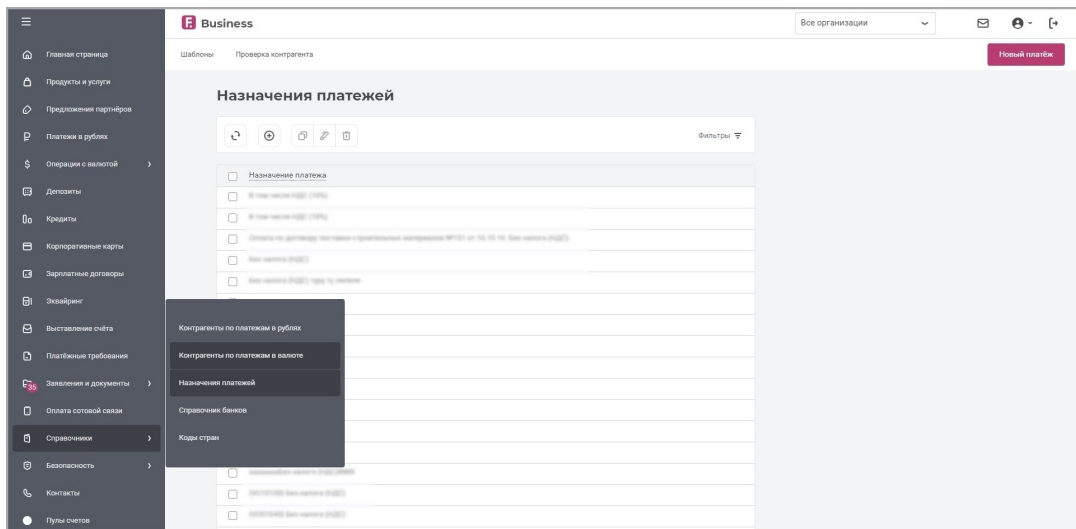 Business
Все организации
Шаблоны
Проверка контрагента
Новый платёж
Главная страница
Продукты и услуги
Предложения партнёров
Платежи в рублях
Операции с валютой
Депозиты
Кредиты
Корпоративные карты
Зарплатные договоры
Эквайринг
Выставление счёта
Платёжные требования
35
Заявления и документы
Оплата сотовой связи
Справочники
Безопасность
Контакты
Пулы счетов
Контрагенты по платежам в рублях
Контрагенты по платежам в валюте
Назначения платежей
Справочник банков
Коды стран
Назначения платежей
Фильтры
Назначение платежа